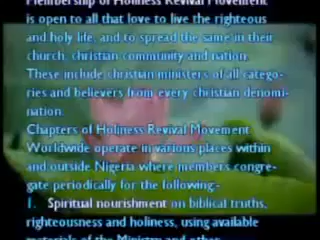 Membership of Holiness Revival Movement
is open to all that love to live the righteous
and holy life, and to spread the same in their
church, christian community and nation.
These include christian ministers of all catego-
ries and believers from every christian denomi-
nation.
Chapters of Holiness Revival Movement
Worldwide operate in various places within
and outside Nigeria where members congre-
gate periodically for the following-
1. Spiritual nourishment on biblical truths,
righteousness and holiness, using available
materials of the Ministry and other